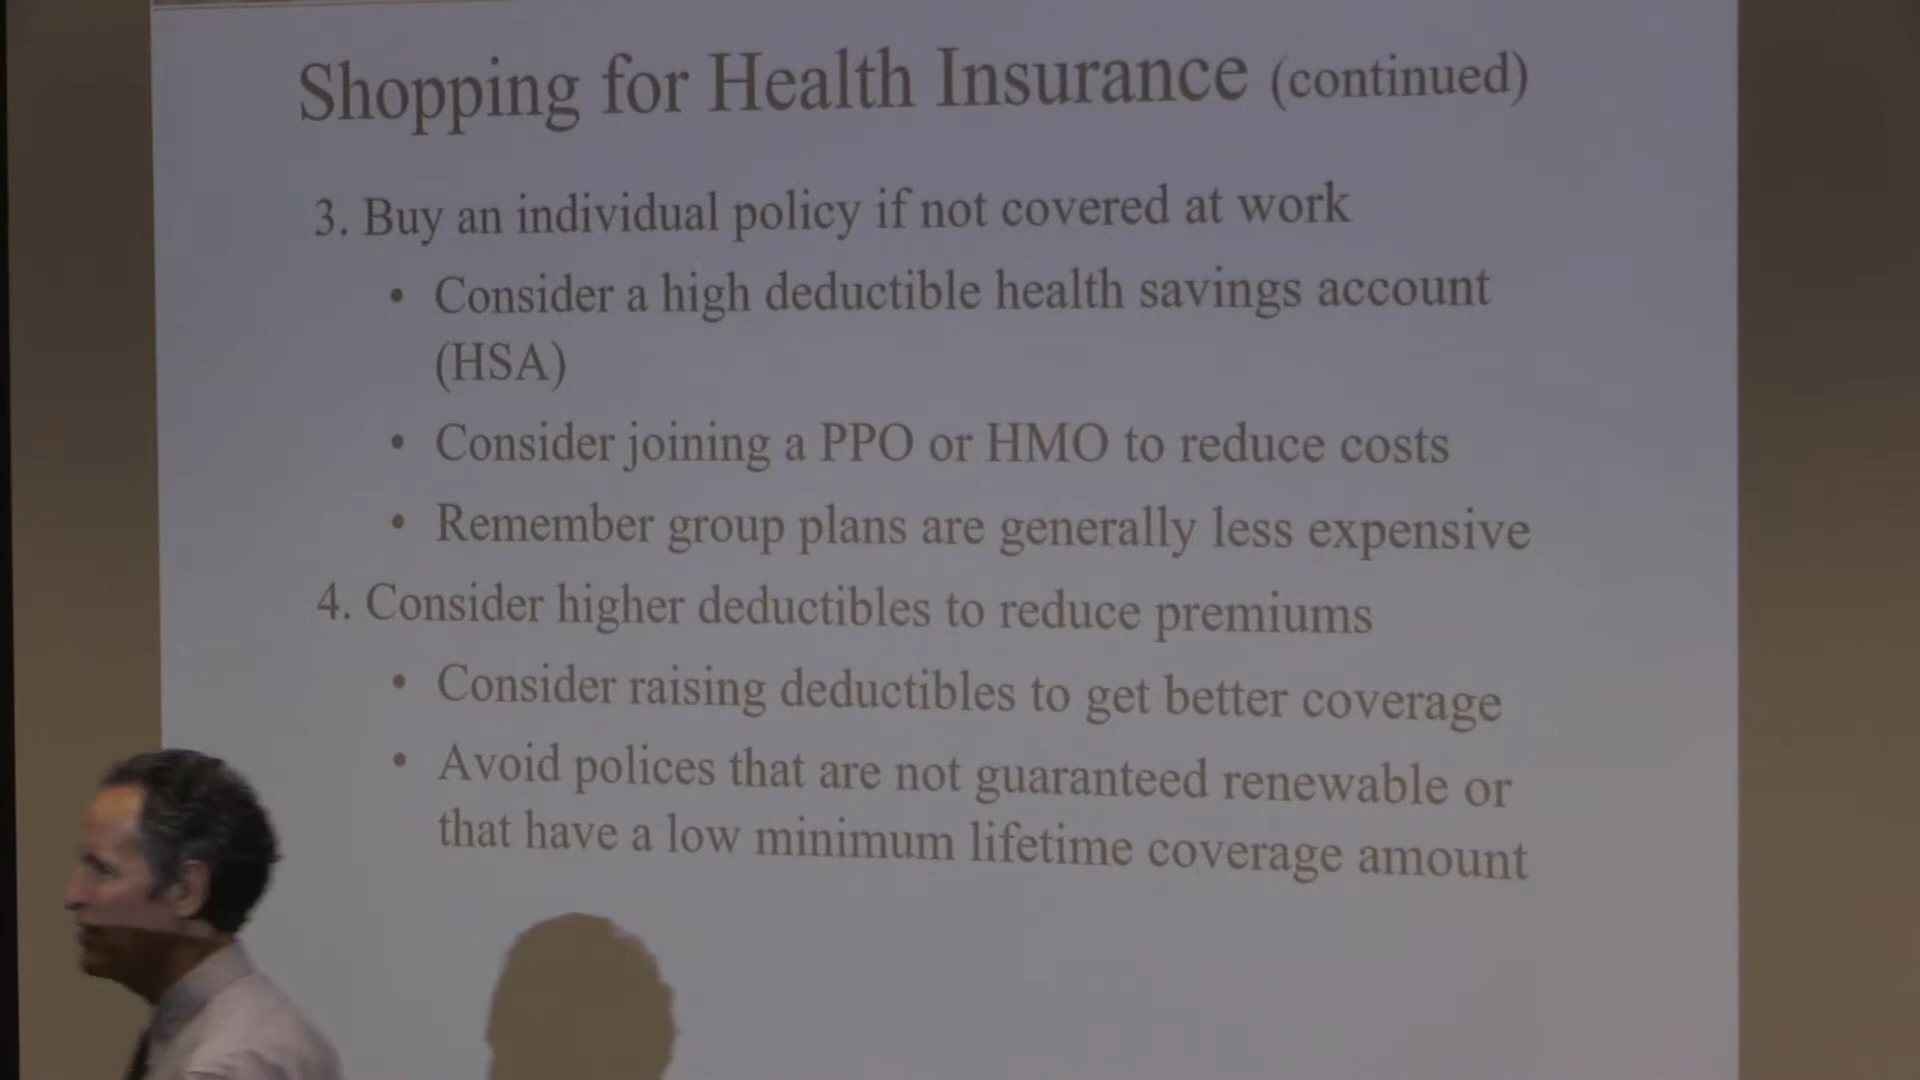 Shopping for Health Insurance (continued)
3. Buy an individual policy if not covered at work
• Consider a high deductible health savings account
(HSA)
• Consider joining a PPO or HMO to reduce costs
• Remember group plans are generally less expensive
4. Consider higher deductibles to reduce premiums
• Consider raising deductibles to get better coverage
• Avoid polices that are not guaranteed renewable or
that have a low minimum lifetime coverage amount